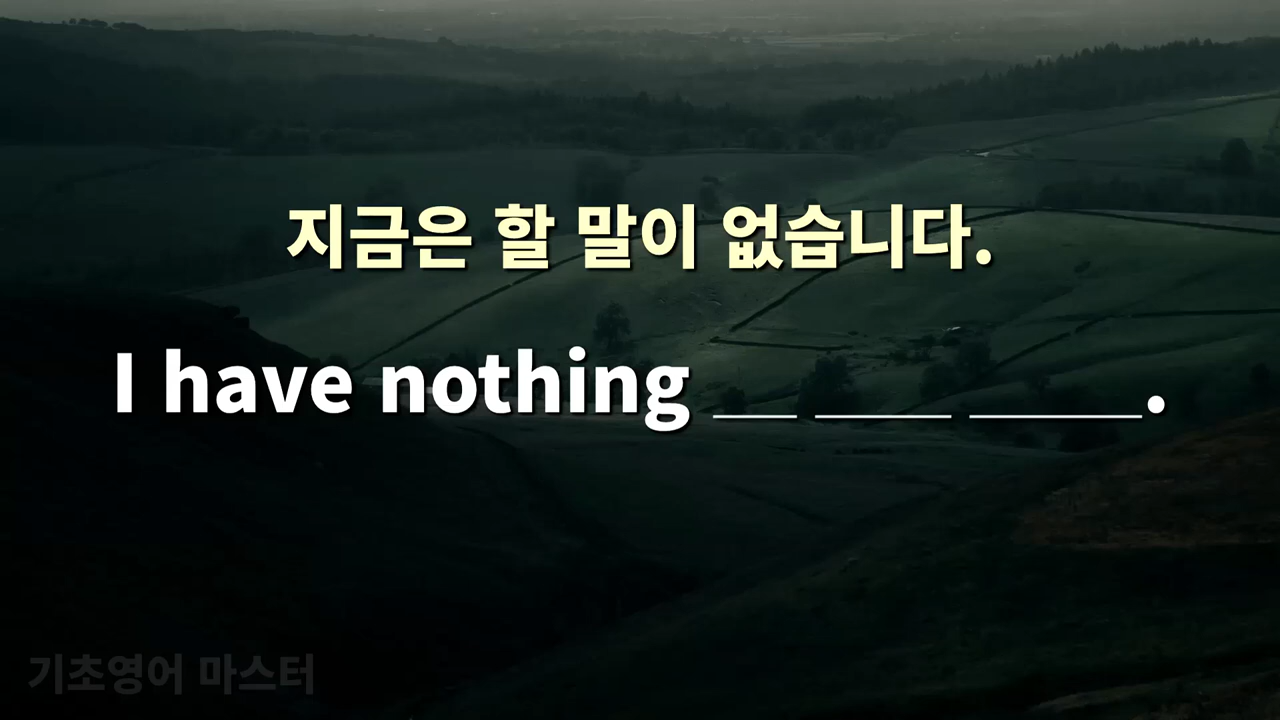 지금은 할 말이 없습니다.
I have nothing __ ___ ____.
기초영어 마스터